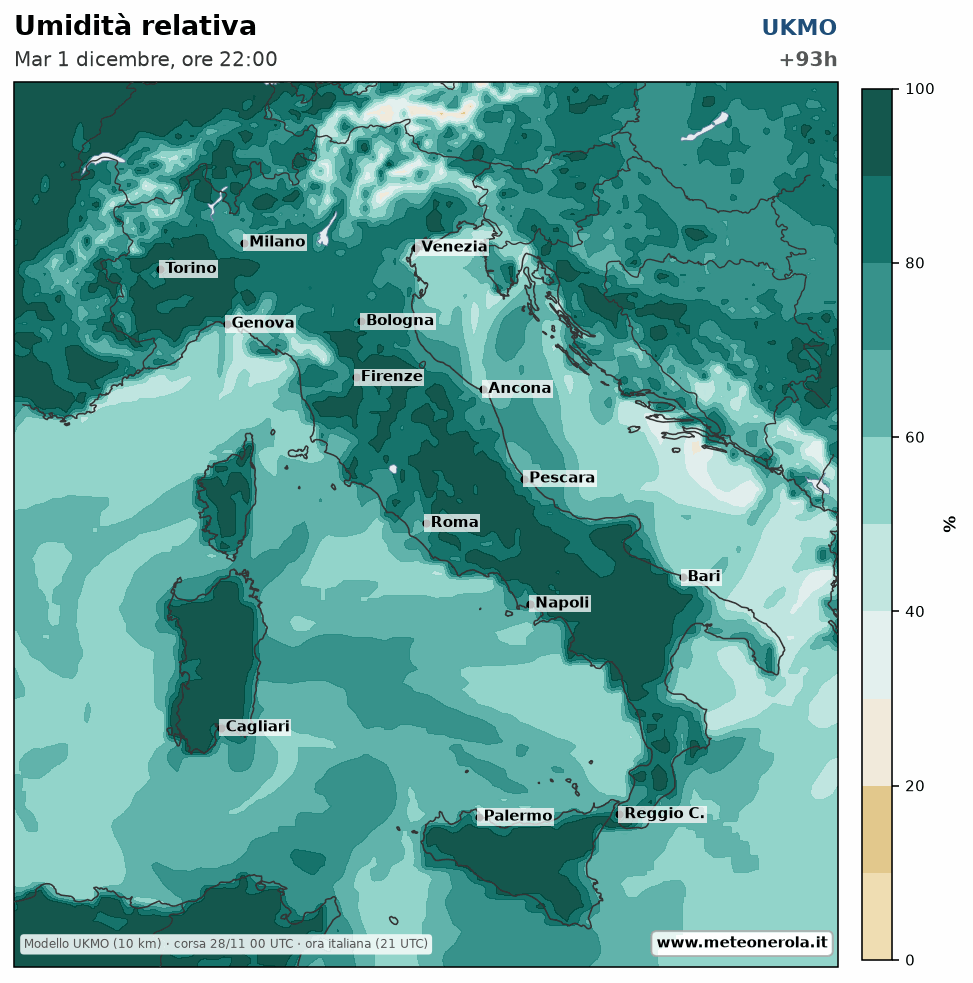 Umidità relativa
UKMO
Mar 1 dicembre, ore 22:00
+93h
100
80
60
40
20
0
%
Milano
Venezia
Torino
Genova
Bologna
Firenze
Ancona
Pescara
Roma
Bari
Napoli
Cagliari
Palermo
Reggio C.
Modello UKMO (10 km) · corsa 28/11 00 UTC · ora italiana (21 UTC)
www.meteonerola.it